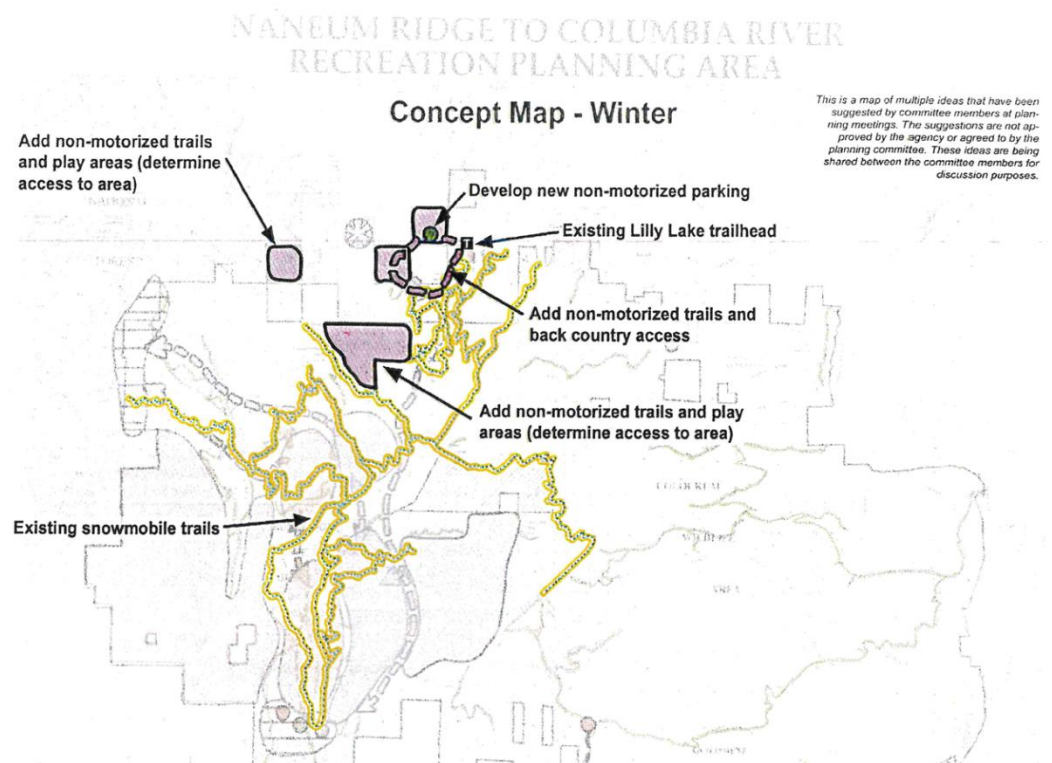 NANEUM RIDGE TO COLUMBIA RIVER
RECREATION PLANNING AREA
Concept Map - Winter
This is a map of multiple ideas that have been
suggested by committee members at plan-
ning meetings. The suggestions are not ap-
proved by the agency or agreed to by the
planning committee. These ideas are being
shared between the committee members for
discussion purposes.
Add non-motorized trails
and play areas (determine
access to area)
Develop new non-motorized parking
Existing Lilly Lake trailhead
T
Add non-motorized trails and
back country access
Add non-motorized trails and play
areas (determine access to area)
Existing snowmobile trails
COLOCKUM
WILDLIFE
AREA